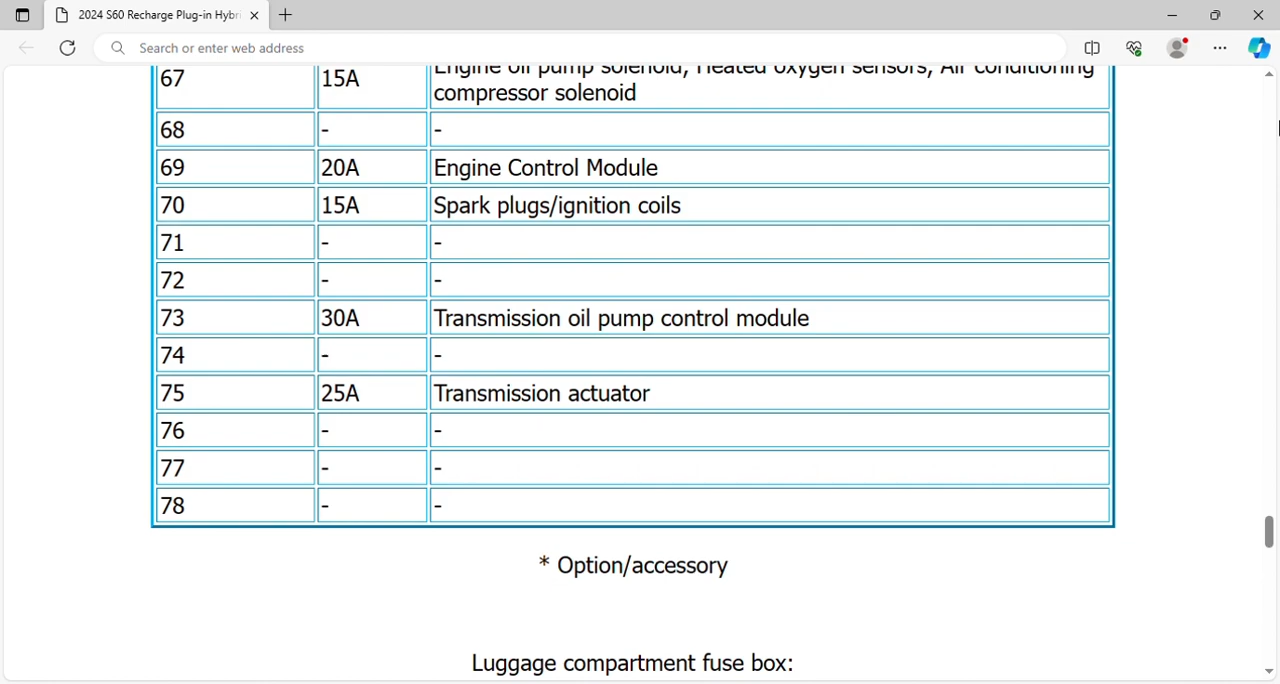 2024 S60 Recharge Plug-in Hybri
Search or enter web address
67 15A Engine oil pump solenoid, Heated oxygen sensors, Air conditioning
compressor solenoid
68 - -
69 20A Engine Control Module
70 15A Spark plugs/ignition coils
71 - -
72 - -
73 30A Transmission oil pump control module
74 - -
75 25A Transmission actuator
76 - -
77 - -
78 - -
* Option/accessory
Luggage compartment fuse box: